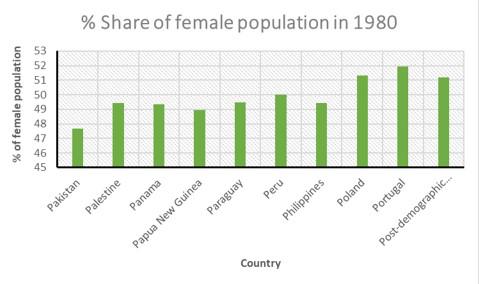 % Share of female population in 1980
% of female population
53
52
51
50
49
48
47
46
45
Pakistan
Palestine
Panama
Papua New Guinea
Paraguay
Peru
Philippines
Poland
Portugal
Post-demographic...
Country